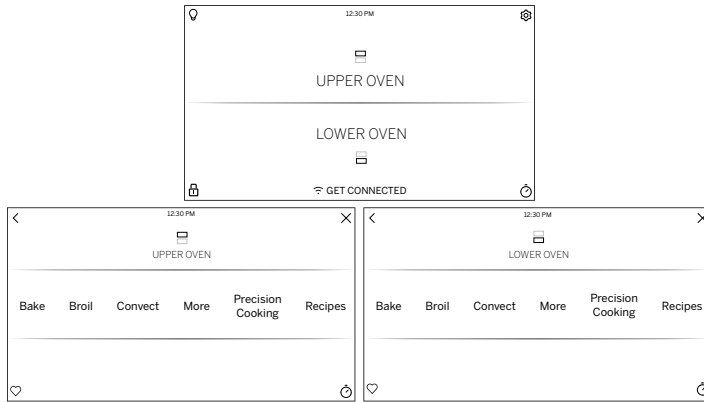 12:30 PM
UPPER OVEN
LOWER OVEN
GET CONNECTED
12:30 PM
UPPER OVEN
Bake Broil Convect More Precision Cooking Recipes
12:30 PM
LOWER OVEN
Bake Broil Convect More Precision Cooking Recipes